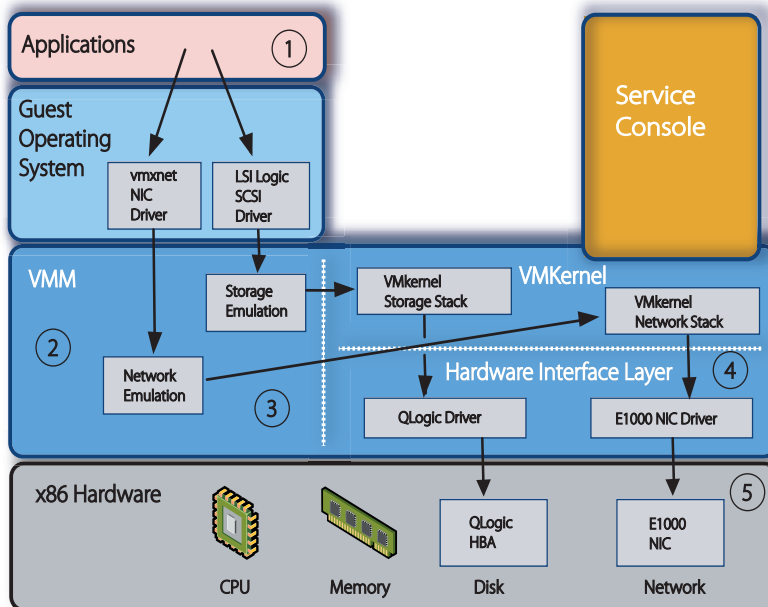 Applications
1
Guest
Operating
System
vmxnet
NIC
Driver
LSI Logic
SCSI
Driver
Service
Console
VMM
Storage
Emulation
VMkernel
Storage Stack
VMKernel
VMkernel
Network Stack
2
Network
Emulation
3
Hardware Interface Layer
4
QLogic Driver
E1000 NIC Driver
x86 Hardware
5
QLogic
HBA
E1000
NIC
CPU
Memory
Disk
Network